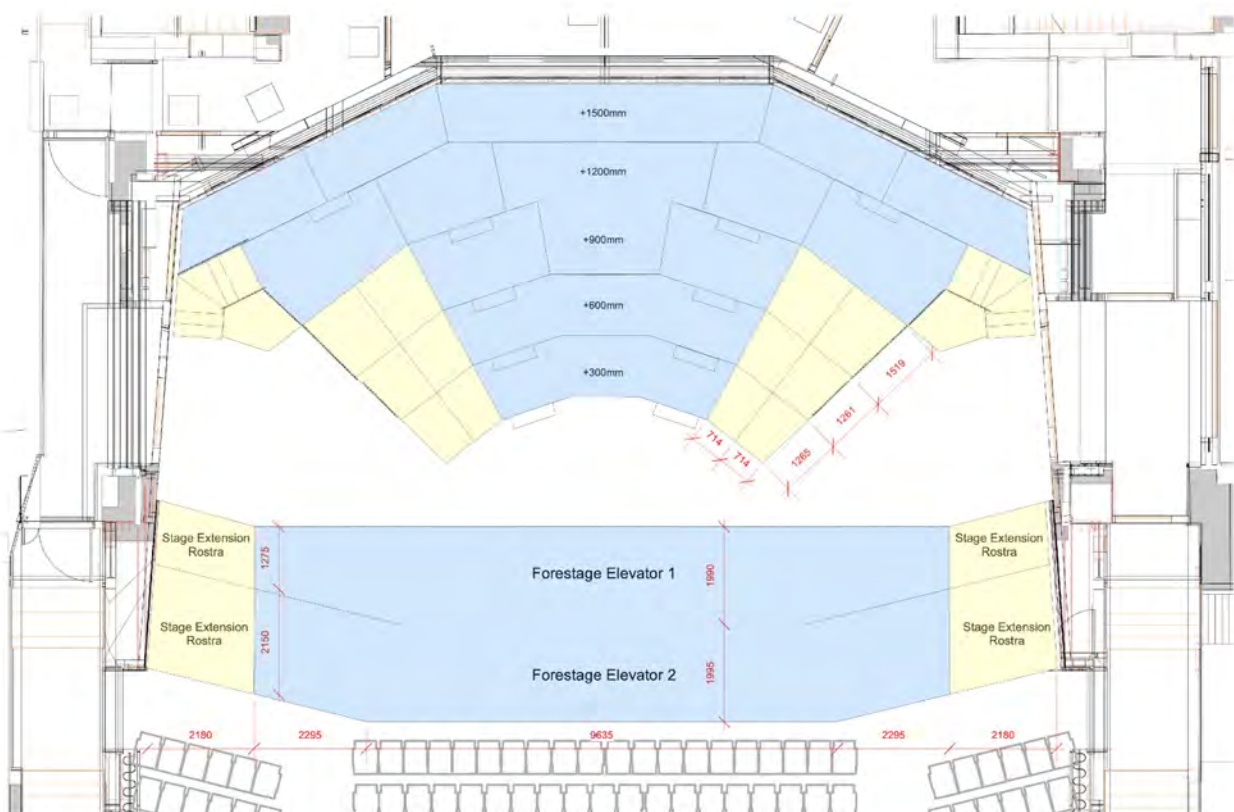 +1500mm
+1200mm
+900mm
+600mm
+300mm
1519
1261
1265
714
714
Stage Extension
Rostra
1275
Forestage Elevator 1
1990
Stage Extension
Rostra
Stage Extension
Rostra
2150
Forestage Elevator 2
1995
Stage Extension
Rostra
2180
2295
9635
2295
2180